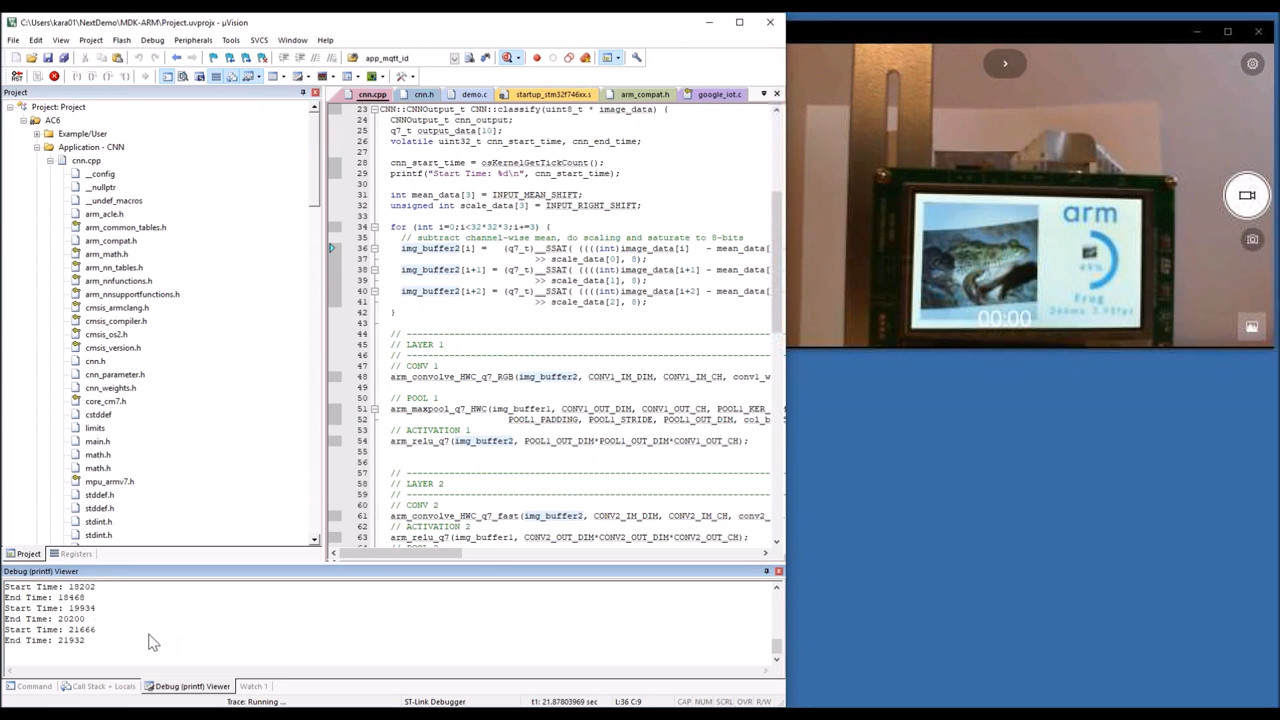 C:\Users\kara01\NextDemo\MDK-ARM\Project.uvprojx - µVision
File Edit View Project Flash Debug Peripherals Tools SVCS Window Help
app_mqtt_id
Project
Project: Project
AC6
Example/User
Application - CNN
cnn.cpp
__config
__nullptr
__undef_macros
arm_acle.h
arm_common_tables.h
arm_compat.h
arm_math.h
arm_nn_tables.h
arm_nnfunctions.h
arm_nnsupportfunctions.h
cmsis_armclang.h
cmsis_compiler.h
cmsis_os2.h
cmsis_version.h
cnn.h
cnn_parameter.h
cnn_weights.h
core_cm7.h
cstddef
limits
main.h
math.h
math.h
mpu_armv7.h
stddef.h
stddef.h
stdint.h
stdint.h
Project Registers
cnn.cpp cnn.h demo.c startup_stm32f746xx.s arm_compat.h google_iot.c
23 CNN::CNNOutput_t CNN::classify(uint8_t * image_data) {
24 CNNOutput_t cnn_output;
25 q7_t output_data[10];
26 volatile uint32_t cnn_start_time, cnn_end_time;
27
28 cnn_start_time = osKernelGetTickCount();
29 printf("Start Time: %d\n", cnn_start_time);
30
31 int mean_data[3] = INPUT_MEAN_SHIFT;
32 unsigned int scale_data[3] = INPUT_RIGHT_SHIFT;
33
34 for (int i=0;i<32*32*3;i+=3) {
35 // subtract channel-wise mean, do scaling and saturate to 8-bits
36 img_buffer2[i] = (q7_t)__SSAT( ((((int)image_data[i] - mean_data[
37 >> scale_data[0], 8);
38 img_buffer2[i+1] = (q7_t)__SSAT( ((((int)image_data[i+1] - mean_data[
39 >> scale_data[1], 8);
40 img_buffer2[i+2] = (q7_t)__SSAT( ((((int)image_data[i+2] - mean_data[
41 >> scale_data[2], 8);
42 }
43
44 // ----------------------------------------------------------------
45 // LAYER 1
46 // ----------------------------------------------------------------
47 // CONV 1
48 arm_convolve_HWC_q7_RGB(img_buffer2, CONV1_IM_DIM, CONV1_IM_CH, conv1_w
49
50 // POOL 1
51 arm_maxpool_q7_HWC(img_buffer1, CONV1_OUT_DIM, CONV1_OUT_CH, POOL1_KER_
52 POOL1_PADDING, POOL1_STRIDE, POOL1_OUT_DIM, col_b
53 // ACTIVATION 1
54 arm_relu_q7(img_buffer2, POOL1_OUT_DIM*POOL1_OUT_DIM*CONV1_OUT_CH);
55
56
57 // ----------------------------------------------------------------
58 // LAYER 2
59 // ----------------------------------------------------------------
60 // CONV 2
61 arm_convolve_HWC_q7_fast(img_buffer2, CONV2_IM_DIM, CONV2_IM_CH, conv2_
62 // ACTIVATION 2
63 arm_relu_q7(img_buffer1, CONV2_OUT_DIM*CONV2_OUT_DIM*CONV2_OUT_CH);
Debug (printf) Viewer
Start Time: 18202
End Time: 18468
Start Time: 19934
End Time: 20200
Start Time: 21666
End Time: 21932
Command Call Stack + Locals Debug (printf) Viewer Watch 1
Trace: Running ... ST-Link Debugger t1: 21.87803969 sec L:36 C:9 CAP NUM SCRL OVR R/W
arm
Frog
00:00